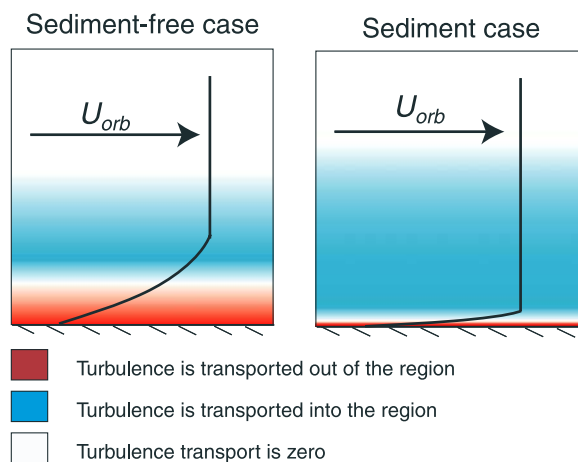 Sediment-free case
Sediment case
Uorb
Uorb
Turbulence is transported out of the region
Turbulence is transported into the region
Turbulence transport is zero